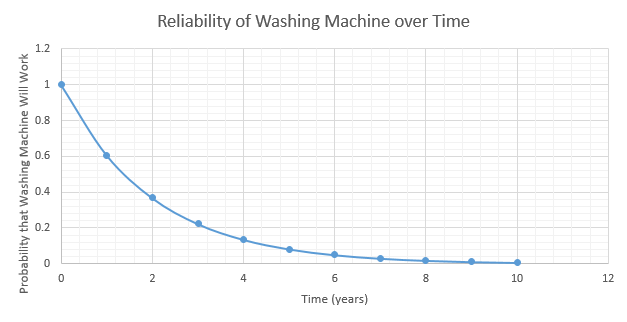 Reliability of Washing Machine over Time
Probability that Washing Machine Will Work
1.2
1
0.8
0.6
0.4
0.2
0
0 2 4 6 8 10 12
Time (years)